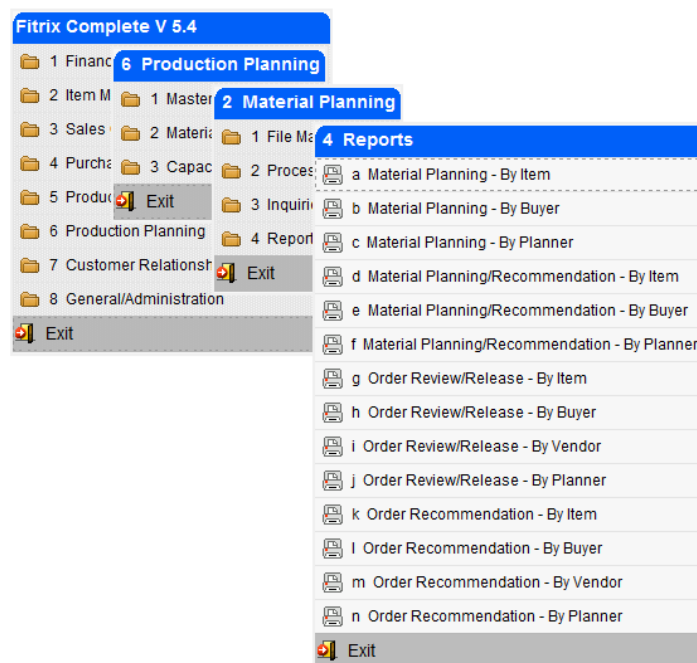 Fitrix Complete V 5.4
1 Financ
2 Item M
3 Sales
4 Purcha
5 Produc
6 Production Planning
7 Customer Relationsh
8 General/Administration
Exit
6 Production Planning
1 Master
2 Materia
3 Capac
Exit
2 Material Planning
1 File Ma
2 Proces
3 Inquiri
4 Report
Exit
4 Reports
a Material Planning - By Item
b Material Planning - By Buyer
c Material Planning - By Planner
d Material Planning/Recommendation - By Item
e Material Planning/Recommendation - By Buyer
f Material Planning/Recommendation - By Planner
g Order Review/Release - By Item
h Order Review/Release - By Buyer
i Order Review/Release - By Vendor
j Order Review/Release - By Planner
k Order Recommendation - By Item
l Order Recommendation - By Buyer
m Order Recommendation - By Vendor
n Order Recommendation - By Planner
Exit